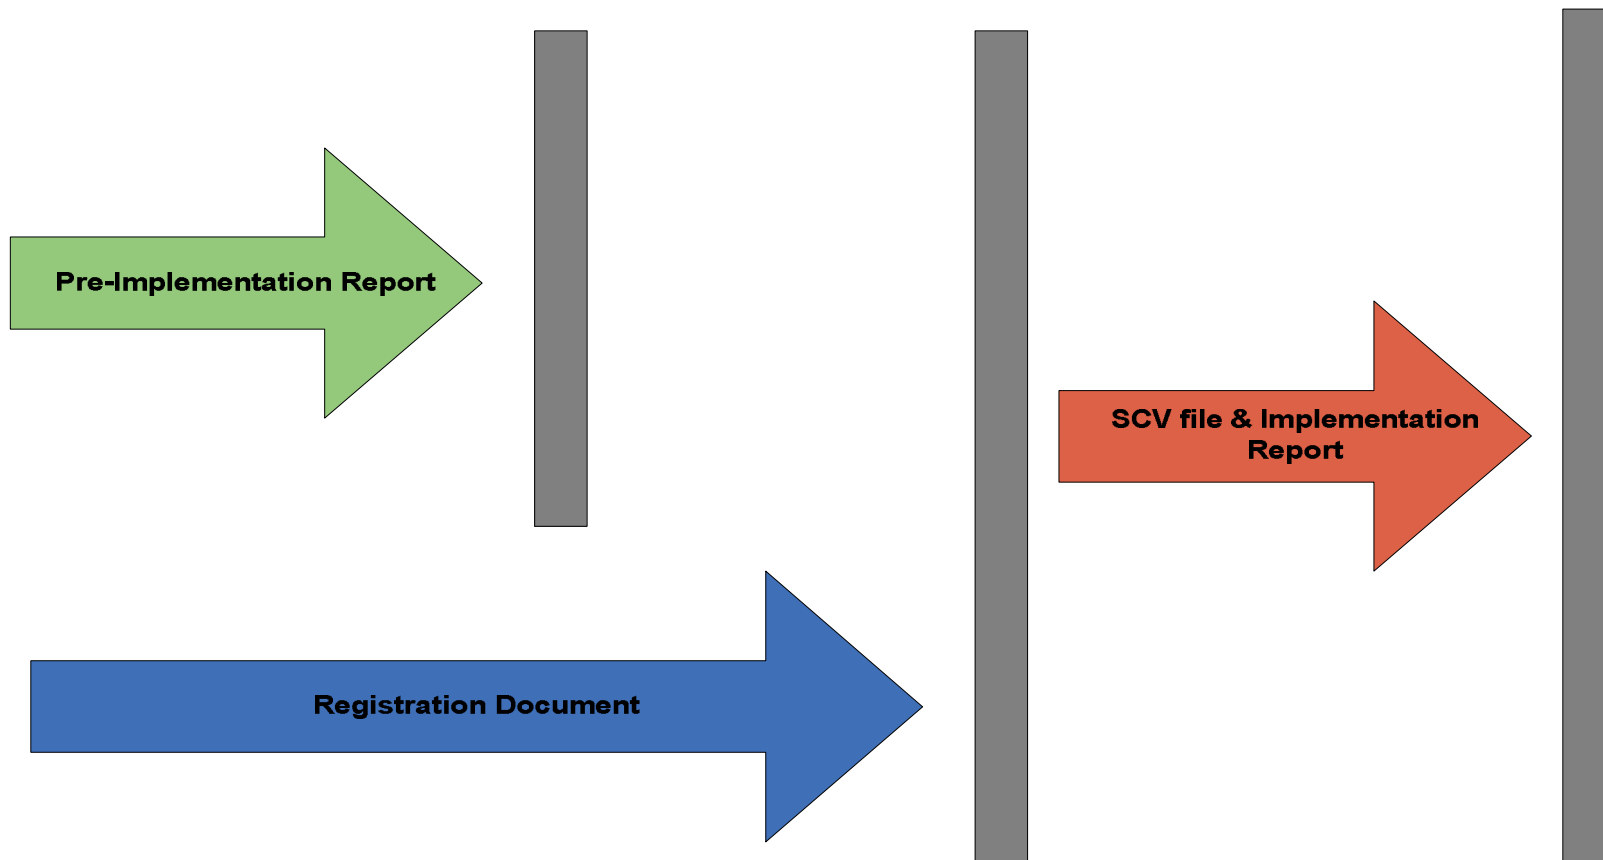 Pre-Implementation Report
SCV file & Implementation
Report
Registration Document